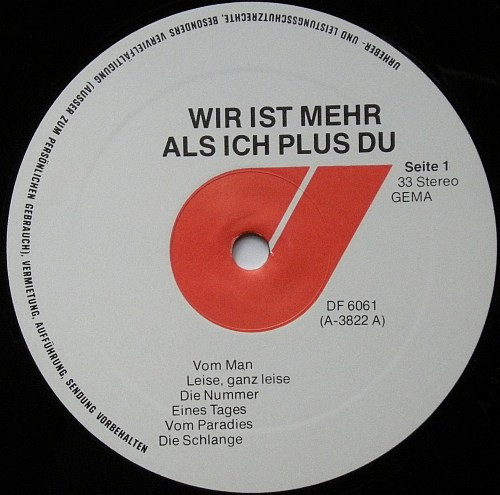 URHEBER- UND LEISTUNGSSCHUTZRECHTE, BESONDERS VERVIELFÄLTIGUNG (AUSSER ZUM PERSÖNLICHEN GEBRAUCH), VERMIETUNG, AUFFÜHRUNG, SENDUNG VORBEHALTEN
WIR IST MEHR
ALS ICH PLUS DU
Seite 1
33 Stereo
GEMA
DF 6061
(A-3822 A)
Vom Man
Leise, ganz leise
Die Nummer
Eines Tages
Vom Paradies
Die Schlange